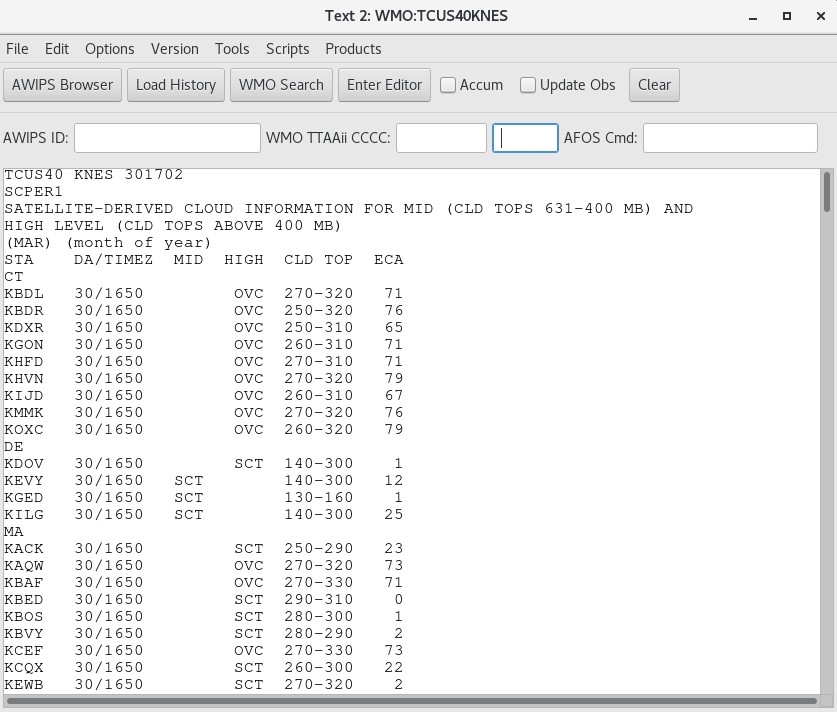 Text 2: WMO:TCUS40KNES
File Edit Options Version Tools Scripts Products
AWIPS Browser Load History WMO Search Enter Editor Accum Update Obs Clear
AWIPS ID: WMO TTAAii CCCC: AFOS Cmd:
TCUS40 KNES 301702
SCPER1
SATELLITE-DERIVED CLOUD INFORMATION FOR MID (CLD TOPS 631-400 MB) AND
HIGH LEVEL (CLD TOPS ABOVE 400 MB)
(MAR) (month of year)
STA DA/TIMEZ MID HIGH CLD TOP ECA
CT
KBDL 30/1650 OVC 270-320 71
KBDR 30/1650 OVC 250-320 76
KDXR 30/1650 OVC 250-310 65
KGON 30/1650 OVC 260-310 71
KHFD 30/1650 OVC 270-310 71
KHVN 30/1650 OVC 270-320 79
KIJD 30/1650 OVC 260-310 67
KMMK 30/1650 OVC 270-320 76
KOXC 30/1650 OVC 260-320 79
DE
KDOV 30/1650 SCT 140-300 1
KEVY 30/1650 SCT 140-300 12
KGED 30/1650 SCT 130-160 1
KILG 30/1650 SCT 140-300 25
MA
KACK 30/1650 SCT 250-290 23
KAQW 30/1650 OVC 270-320 73
KBAF 30/1650 OVC 270-330 71
KBED 30/1650 SCT 290-310 0
KBOS 30/1650 SCT 280-300 1
KBVY 30/1650 SCT 280-290 2
KCEF 30/1650 OVC 270-330 73
KCQX 30/1650 SCT 260-300 22
KEWB 30/1650 SCT 270-320 2